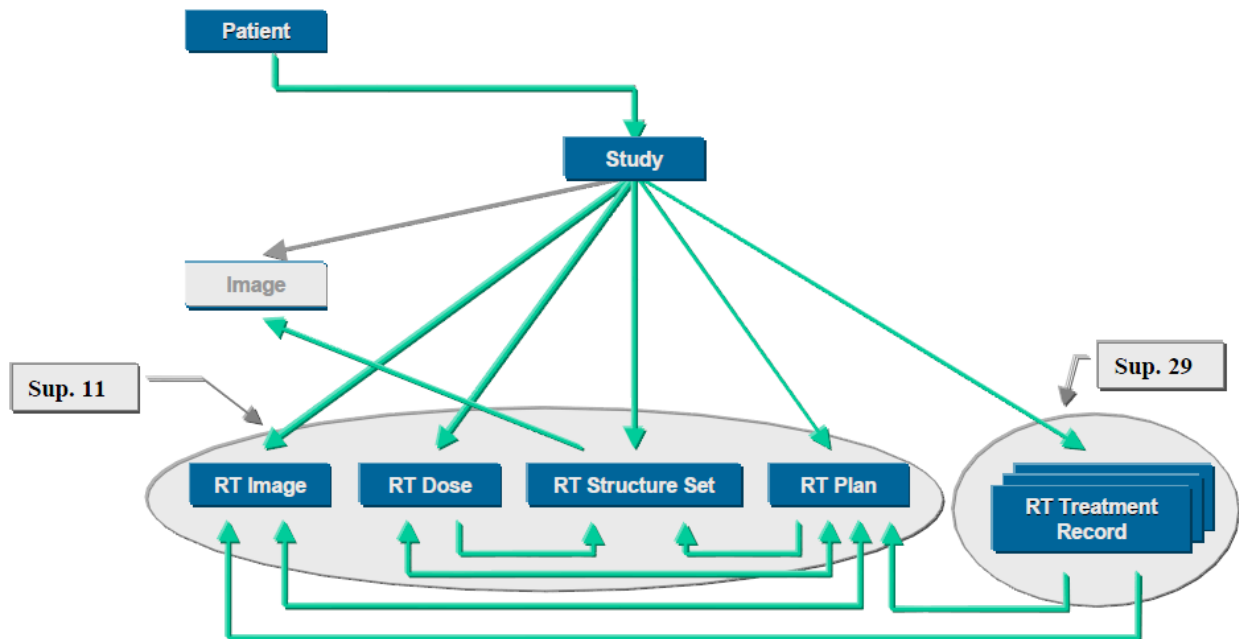 Patient
Study
Image
Sup. 11
Sup. 29
RT Image
RT Dose
RT Structure Set
RT Plan
RT Treatment
Record